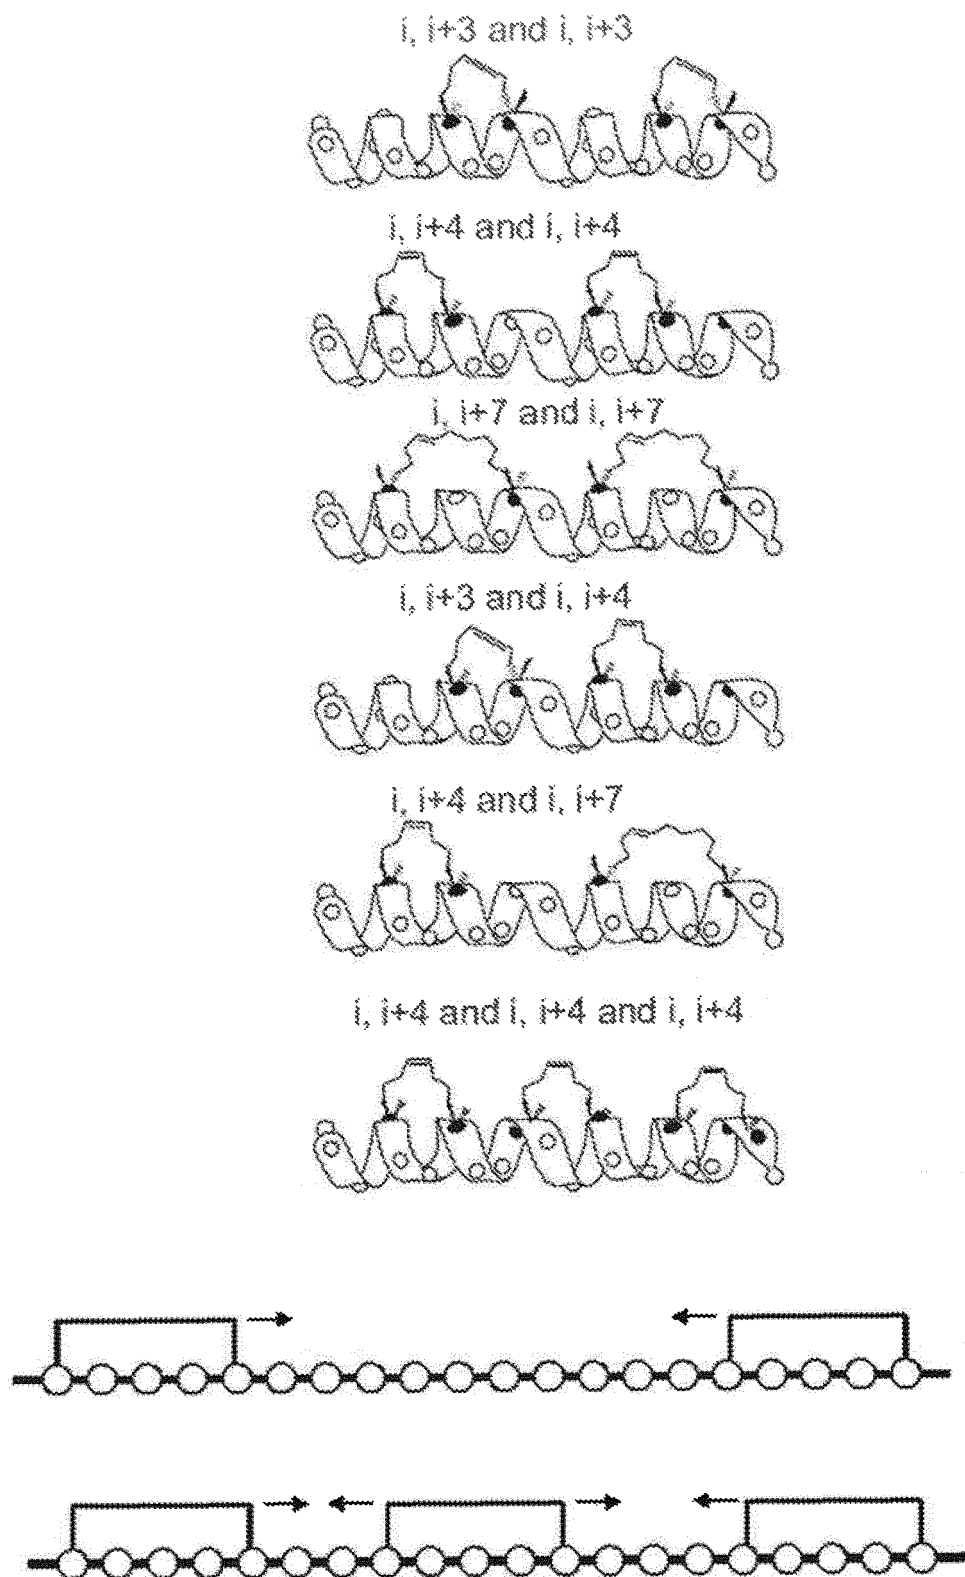 i, i+3 and i, i+3
i, i+4 and i, i+4
i, i+7 and i, i+7
i, i+3 and i, i+4
i, i+4 and i, i+7
i, i+4 and i, i+4 and i, i+4